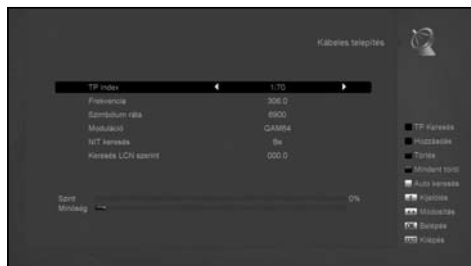 Kábeles telepítés
TP Index 1:70
Frekvencia 306.0
Szimbólum ráta 6900
Moduláció QAM64
NIT keresés Be
Keresés LCN szerint 000.0
Szint 0%
Minőség
TP Keresés
Hozzáadás
Törlés
Mindent töröl
Auto keresés
Kijelölés
Módosítás
Belépés
Kilépés